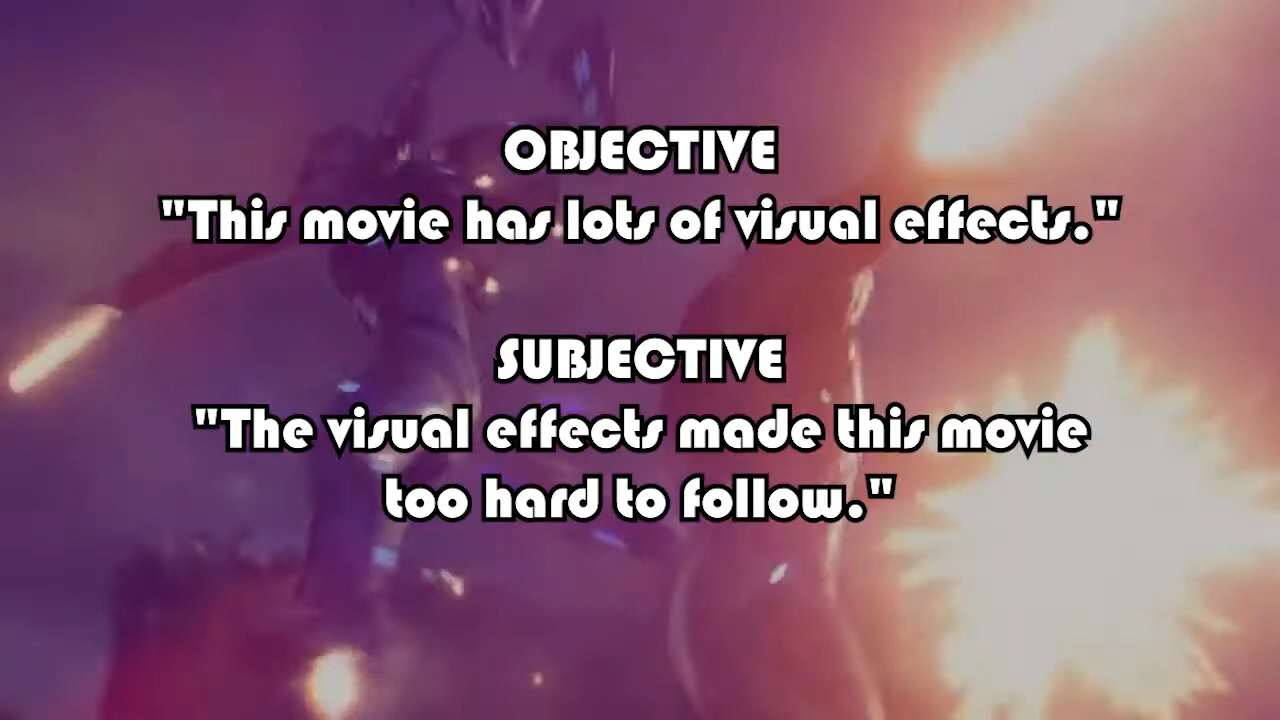 OBJECTIVE
"This movie has lots of visual effects."
SUBJECTIVE
"The visual effects made this movie
too hard to follow."